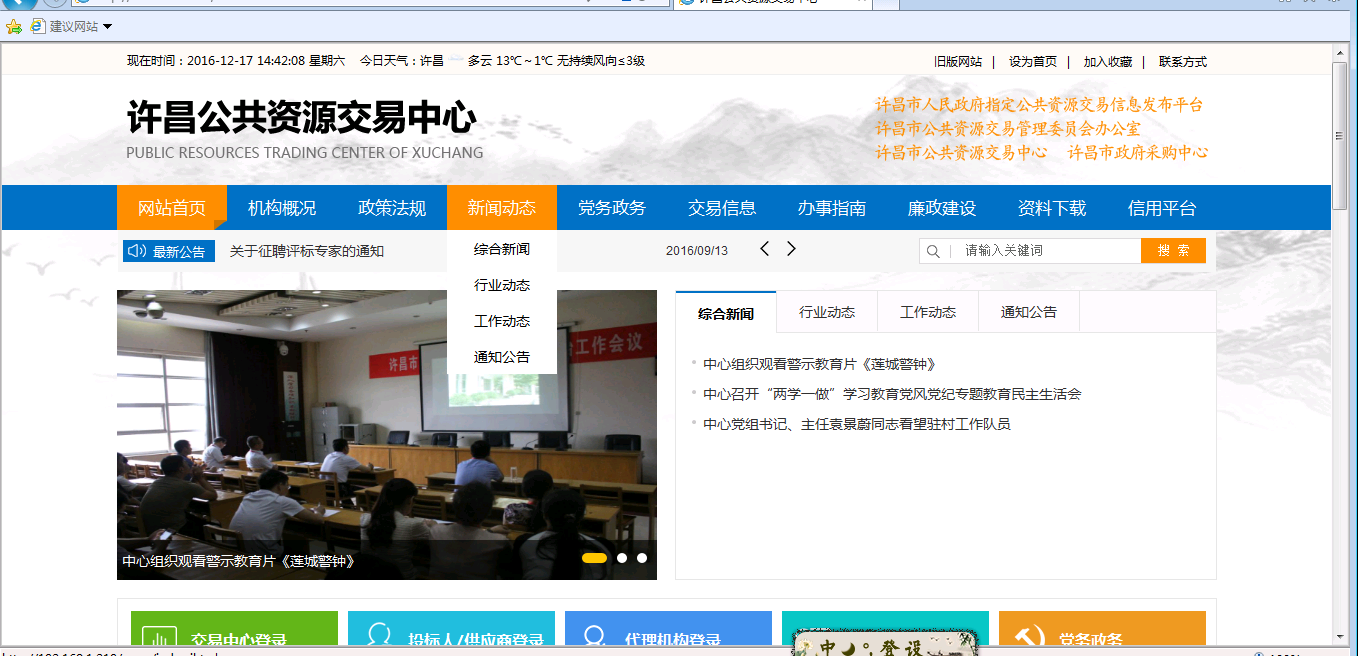 建议网站
现在时间：2016-12-17 14:42:08 星期六 今日天气：许昌 多云 13℃～1℃ 无持续风向≤3级
旧版网站 | 设为首页 | 加入收藏 | 联系方式
许昌公共资源交易中心
PUBLIC RESOURCES TRADING CENTER OF XUCHANG
许昌市人民政府指定公共资源交易信息发布平台
许昌市公共资源交易管理委员会办公室
许昌市公共资源交易中心 许昌市政府采购中心
网站首页 机构概况 政策法规 新闻动态 党务政务 交易信息 办事指南 廉政建设 资料下载 信用平台
最新公告 关于征聘评标专家的通知 2016/09/13
请输入关键词 搜 索
综合新闻
行业动态
工作动态
通知公告
许昌市
工作会议
中心组织观看警示教育片《莲城警钟》
综合新闻 行业动态 工作动态 通知公告
中心组织观看警示教育片《莲城警钟》
中心召开“两学一做”学习教育党风党纪专题教育民主生活会
中心党组书记、主任袁景蔚同志看望驻村工作队员
交易中心登录 投标人/供应商登录 代理机构登录 党务政务